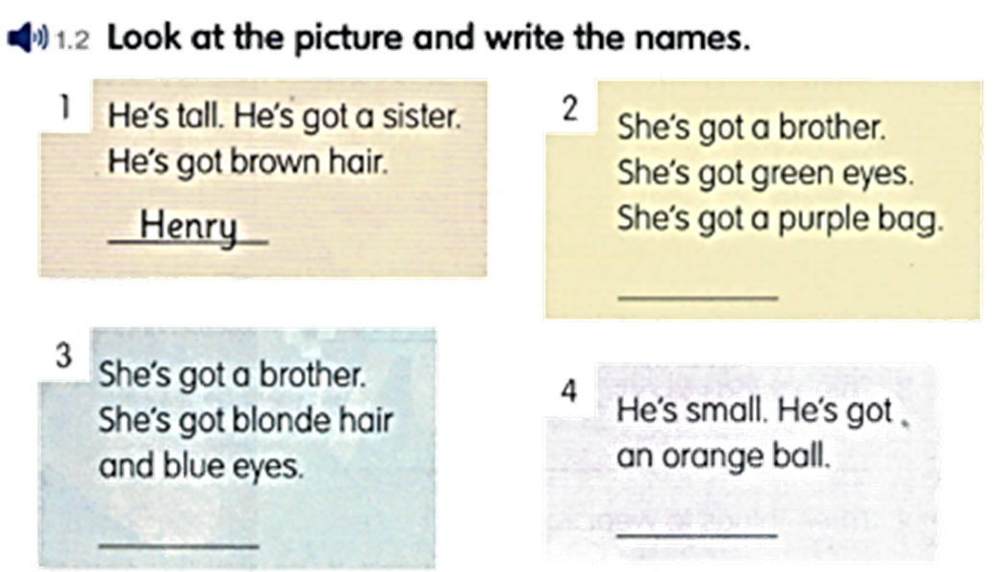 1.2 Look at the picture and write the names.
1
He's tall. He's got a sister.
He's got brown hair.
Henry
2
She's got a brother.
She's got green eyes.
She's got a purple bag.
3
She's got a brother.
She's got blonde hair
and blue eyes.
4
He's small. He's got
an orange ball.